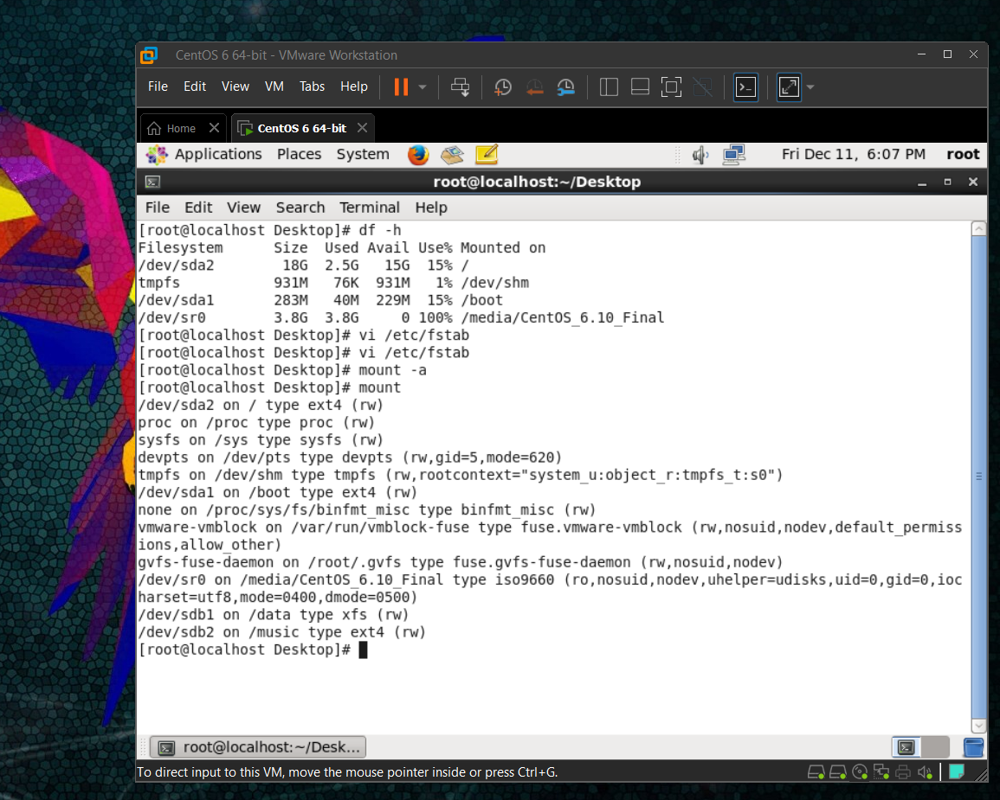 CentOS 6 64-bit - VMware Workstation
File Edit View VM Tabs Help
Home CentOS 6 64-bit
Applications Places System Fri Dec 11, 6:07 PM root
root@localhost:~/Desktop
File Edit View Search Terminal Help
[root@localhost Desktop]# df -h
Filesystem      Size  Used Avail Use% Mounted on
/dev/sda2        18G  2.5G   15G  15% /
tmpfs           931M   76K  931M   1% /dev/shm
/dev/sda1       283M   40M  229M  15% /boot
/dev/sr0        3.8G  3.8G     0 100% /media/CentOS_6.10_Final
[root@localhost Desktop]# vi /etc/fstab
[root@localhost Desktop]# vi /etc/fstab
[root@localhost Desktop]# mount -a
[root@localhost Desktop]# mount
/dev/sda2 on / type ext4 (rw)
proc on /proc type proc (rw)
sysfs on /sys type sysfs (rw)
devpts on /dev/pts type devpts (rw,gid=5,mode=620)
tmpfs on /dev/shm type tmpfs (rw,rootcontext="system_u:object_r:tmpfs_t:s0")
/dev/sda1 on /boot type ext4 (rw)
none on /proc/sys/fs/binfmt_misc type binfmt_misc (rw)
vmware-vmblock on /var/run/vmblock-fuse type fuse.vmware-vmblock (rw,nosuid,nodev,default_permiss
ions,allow_other)
gvfs-fuse-daemon on /root/.gvfs type fuse.gvfs-fuse-daemon (rw,nosuid,nodev)
/dev/sr0 on /media/CentOS_6.10_Final type iso9660 (ro,nosuid,nodev,uhelper=udisks,uid=0,gid=0,ioc
harset=utf8,mode=0400,dmode=0500)
/dev/sdb1 on /data type xfs (rw)
/dev/sdb2 on /music type ext4 (rw)
[root@localhost Desktop]#
root@localhost:~/Desk...
To direct input to this VM, move the mouse pointer inside or press Ctrl+G.